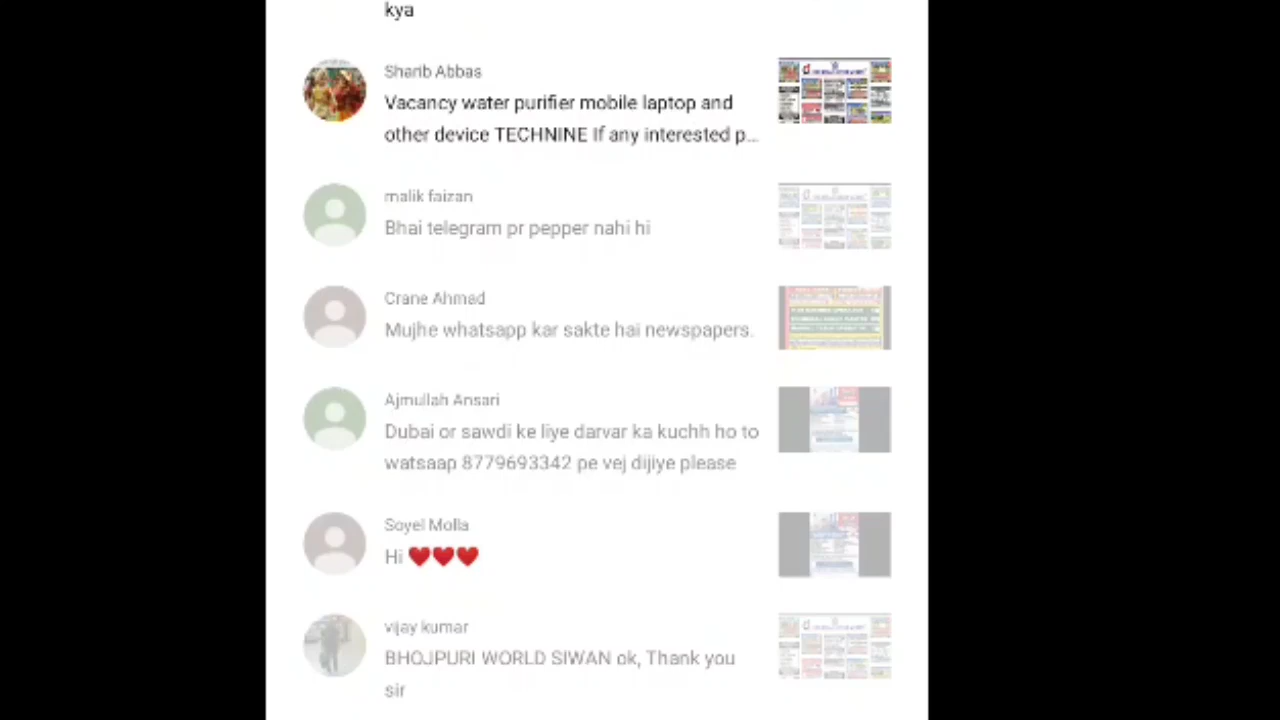 kya
Sharib Abbas
Vacancy water purifier mobile laptop and
other device TECHNINE If any interested p...
malik faizan
Bhai telegram pr pepper nahi hi
Crane Ahmad
Mujhe whatsapp kar sakte hai newspapers.
Ajmullah Ansari
Dubai or sawdi ke liye darvar ka kuchh ho to
watsaap 8779693342 pe vej dijiye please
Soyel Molla
Hi ❤️❤️❤️
vijay kumar
BHOJPURI WORLD SIWAN ok, Thank you
sir